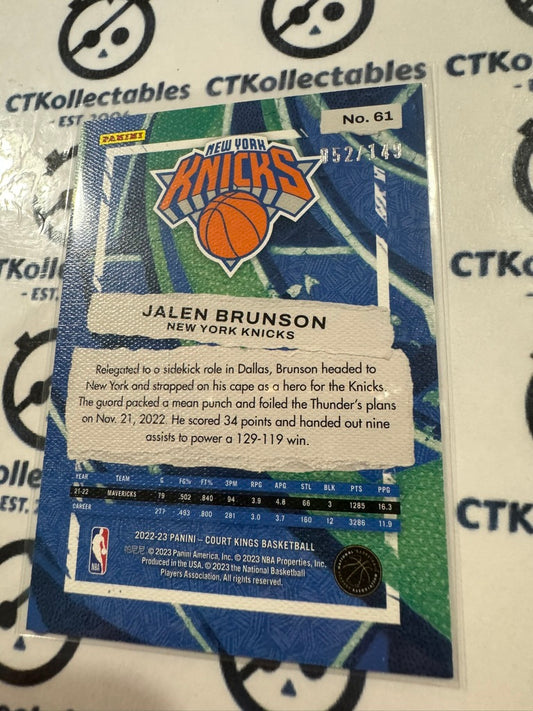 CTKollectables
- EST. 1991
CTK
- EST.
PANINI
No. 61
052/149
NEW YORK
KNICKS
JALEN BRUNSON
NEW YORK KNICKS
Relegated to a sidekick role in Dallas, Brunson headed to
New York and strapped on his cape as a hero for the Knicks.
The guard packed a mean punch and foiled the Thunder's plans
on Nov. 21, 2022. He scored 34 points and handed out nine
assists to power a 129-119 win.
YEAR TEAM G FG% FT% 3PM RPG APG STL BLK PTS PPG
21-22 MAVERICKS 79 .502 .840 94 3.9 4.8 66 3 1285 16.3
CAREER 277 .493 .800 281 3.0 3.7 160 12 3286 11.9
2022-23 PANINI – COURT KINGS BASKETBALL
© 2023 Panini America, Inc. © 2023 NBA Properties, Inc.
Produced in the USA. © 2023 the National Basketball
Players Association. All rights reserved.
NBA